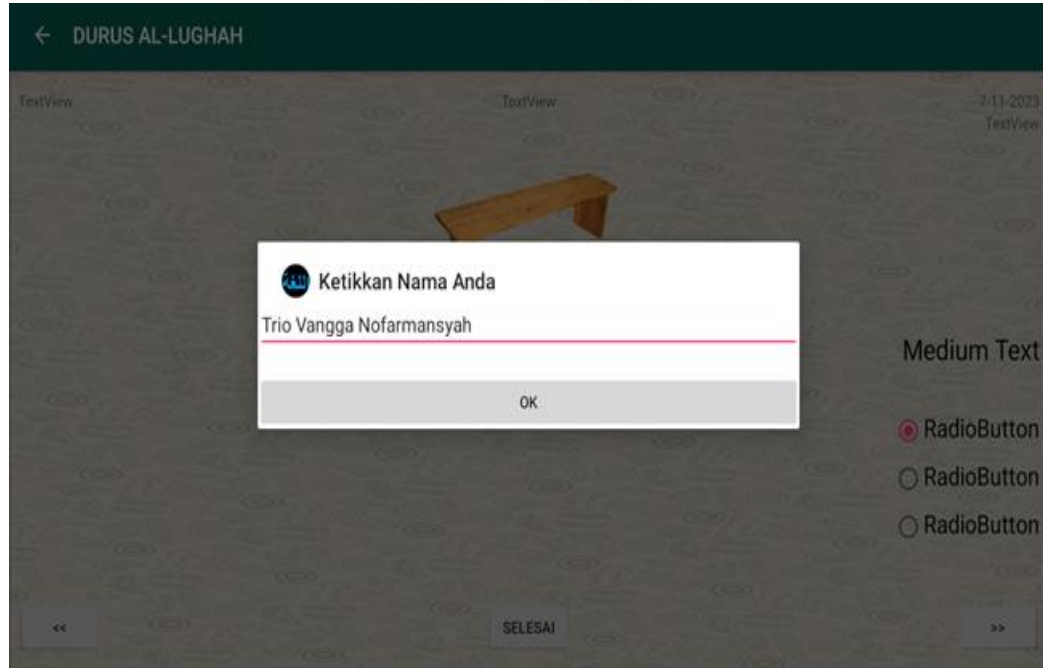 ← DURUS AL-LUGHAH
TextView TextView 7-11-2023
TextView
Ketikkan Nama Anda
Trio Vangga Nofarmansyah
OK
Medium Text
RadioButton
RadioButton
RadioButton
<< SELESAI >>